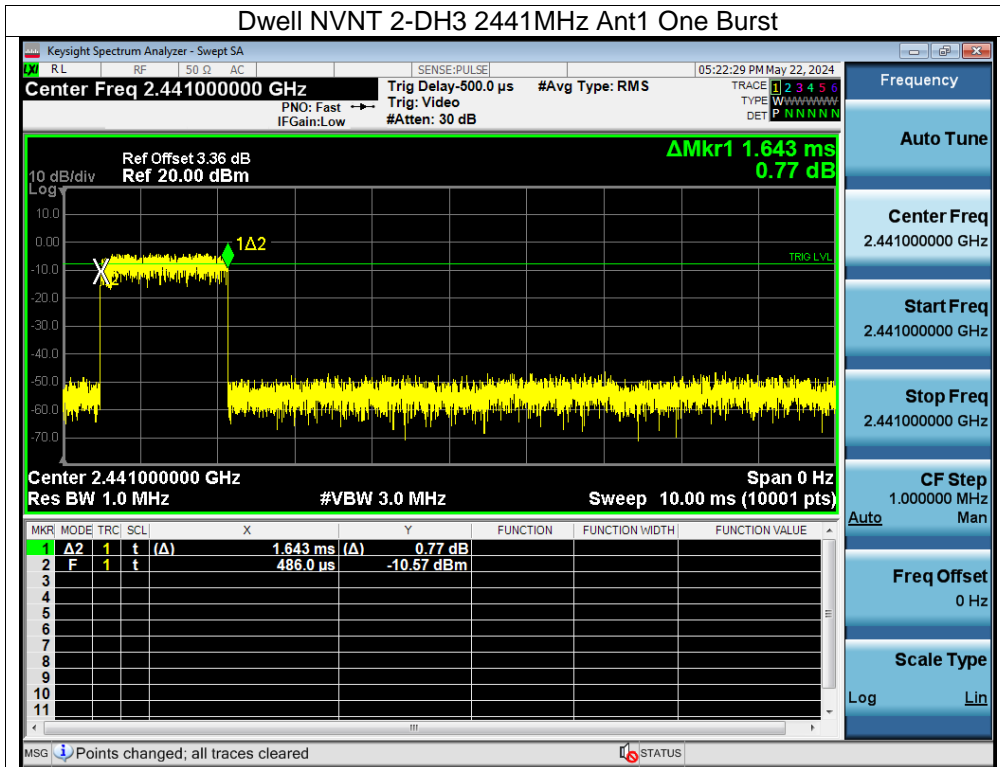 Dwell NVNT 2-DH3 2441MHz Ant1 One Burst
Keysight Spectrum Analyzer - Swept SA
LXI RL RF 50 Ω AC SENSE:PULSE 05:22:29 PM May 22, 2024
Center Freq 2.441000000 GHz
PNO: Fast
IFGain:Low
Trig Delay-500.0 µs
Trig: Video
#Atten: 30 dB
#Avg Type: RMS
TRACE 1 2 3 4 5 6
TYPE WWWWWW
DET P N N N N N
Frequency
Auto Tune
Center Freq
2.441000000 GHz
Start Freq
2.441000000 GHz
Stop Freq
2.441000000 GHz
CF Step
1.000000 MHz
Auto Man
Freq Offset
0 Hz
Scale Type
Log Lin
ΔMkr1 1.643 ms
0.77 dB
Ref Offset 3.36 dB
10 dB/div Ref 20.00 dBm
Log
10.0
0.00
-10.0
-20.0
-30.0
-40.0
-50.0
-60.0
-70.0
1Δ2
TRIG LVL
Center 2.441000000 GHz Span 0 Hz
Res BW 1.0 MHz #VBW 3.0 MHz Sweep 10.00 ms (10001 pts)
MKR MODE TRC SCL X Y FUNCTION FUNCTION WIDTH FUNCTION VALUE
1 Δ2 1 t (Δ) 1.643 ms (Δ) 0.77 dB
2 F 1 t 486.0 µs -10.57 dBm
3
4
5
6
7
8
9
10
11
MSG Points changed; all traces cleared STATUS